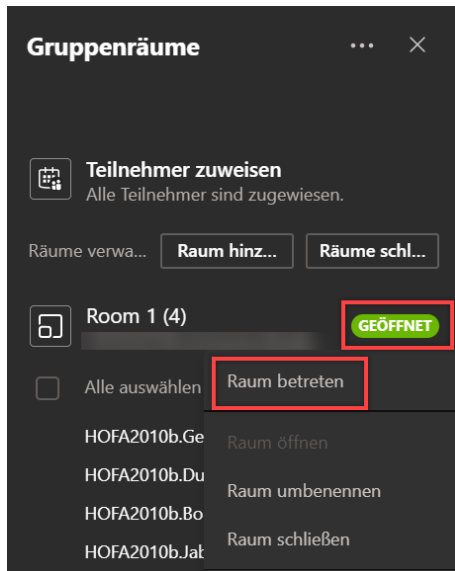 Gruppenräume
Teilnehmer zuweisen
Alle Teilnehmer sind zugewiesen.
Räume verwa... Raum hinz... Räume schl...
Room 1 (4) GEÖFFNET
Alle auswählen Raum betreten
HOFA2010b.Ge
Raum öffnen
HOFA2010b.Du
Raum umbenennen
HOFA2010b.Bo
Raum schließen
HOFA2010b.Jab